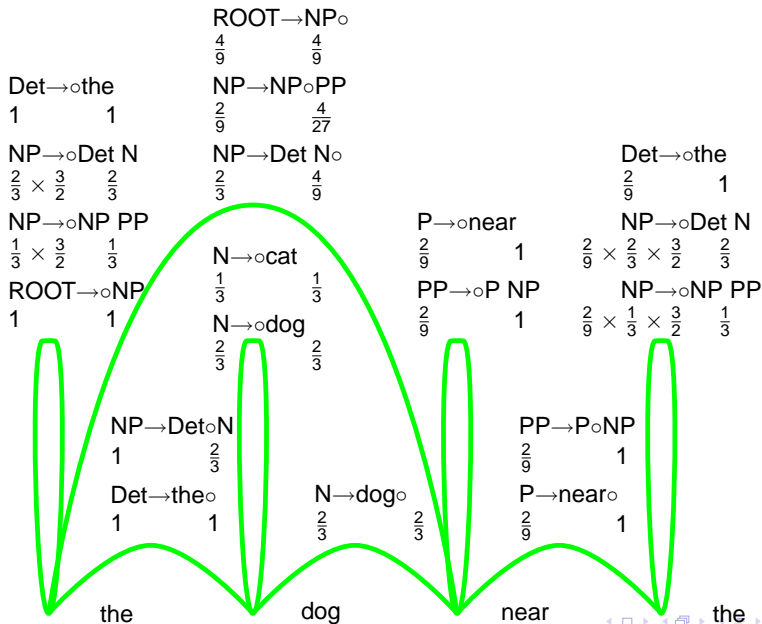 ROOT→NP∘
4/9 4/9
Det→∘the
1 1
NP→NP∘PP
2/9 4/27
NP→∘Det N
2/3 × 3/2 2/3
NP→Det N∘
2/3 4/9
Det→∘the
2/9 1
NP→∘NP PP
1/3 × 3/2 1/3
P→∘near
2/9 1
NP→∘Det N
2/9 × 2/3 × 3/2 2/3
ROOT→∘NP
1 1
N→∘cat
1/3 1/3
PP→∘P NP
2/9 1
NP→∘NP PP
2/9 × 1/3 × 3/2 1/3
N→∘dog
2/3 2/3
NP→Det∘N
1 2/3
PP→P∘NP
2/9 1
Det→the∘
1 1
N→dog∘
2/3 2/3
P→near∘
2/9 1
the dog near the